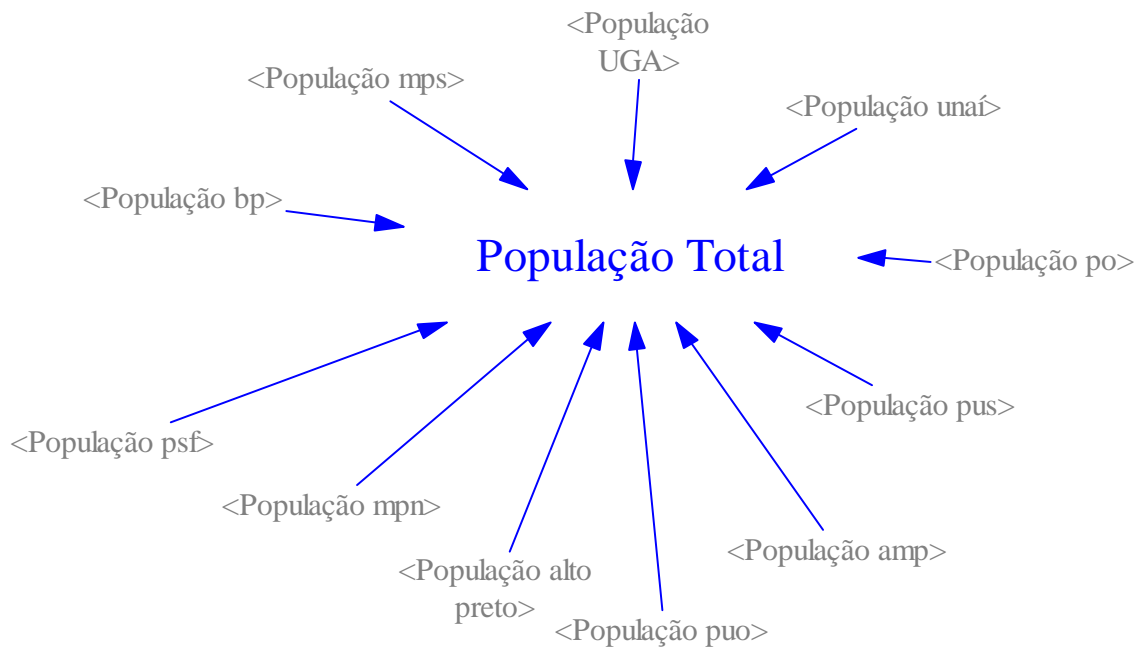 <População
UGA>
<População mps>
<População unaí>
<População bp>
População Total
<População po>
<População pus>
<População psf>
<População mpn>
<População amp>
<População alto
preto>
<População puo>